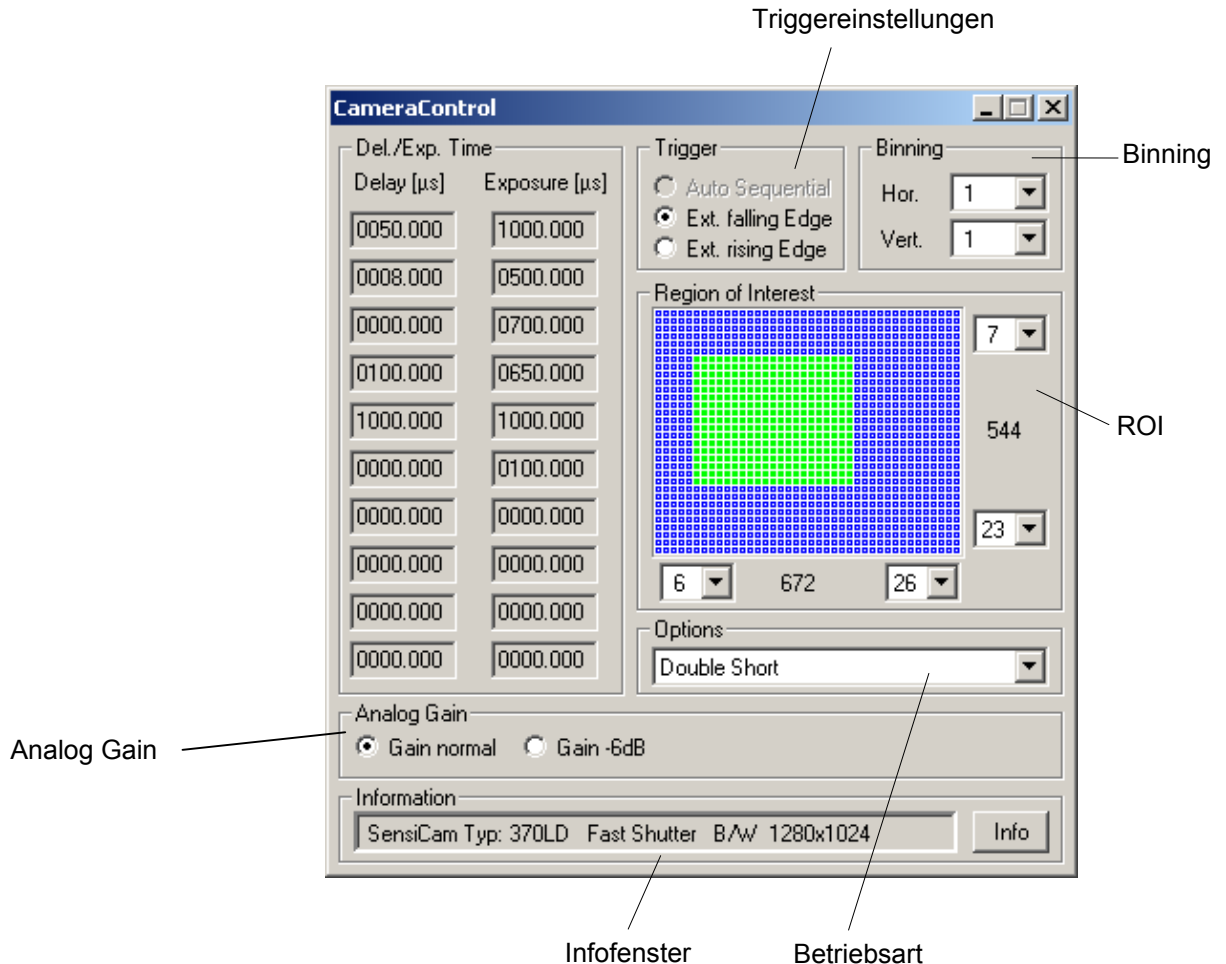 Triggereinstellungen
CameraControl
Del./Exp. Time
Delay [µs] Exposure [µs]
0050.000 1000.000
0008.000 0500.000
0000.000 0700.000
0100.000 0650.000
1000.000 1000.000
0000.000 0100.000
0000.000 0000.000
0000.000 0000.000
0000.000 0000.000
0000.000 0000.000
Trigger
Auto Sequential
Ext. falling Edge
Ext. rising Edge
Binning
Hor. 1
Vert. 1
Binning
Region of Interest
7
544
23
6 672 26
ROI
Options
Double Short
Analog Gain
Gain normal Gain -6dB
Analog Gain
Information
SensiCam Typ: 370LD Fast Shutter B/W 1280x1024
Info
Infofenster
Betriebsart